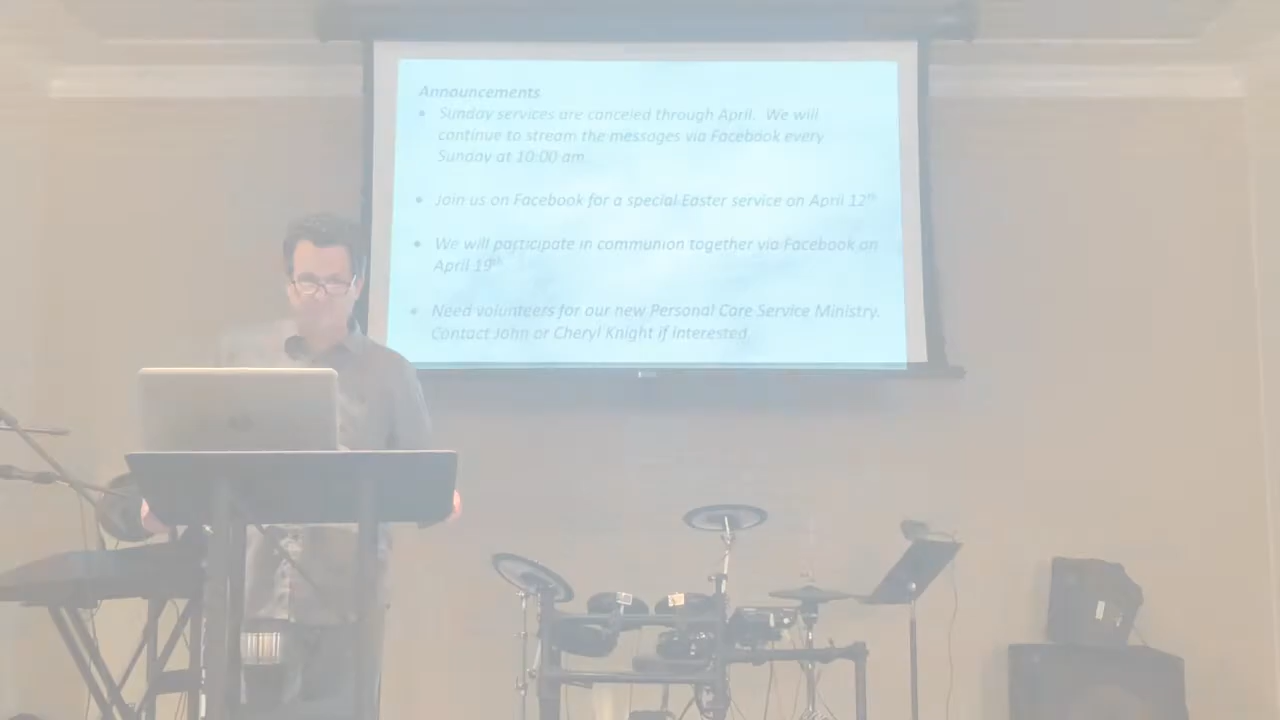 Announcements
• Sunday services are canceled through April. We will
continue to stream the messages via Facebook every
Sunday at 10:00 am.
• Join us on Facebook for a special Easter service on April 12th
• We will participate in communion together via Facebook on
April 19th
• Need volunteers for our new Personal Care Service Ministry.
Contact John or Cheryl Knight if interested.